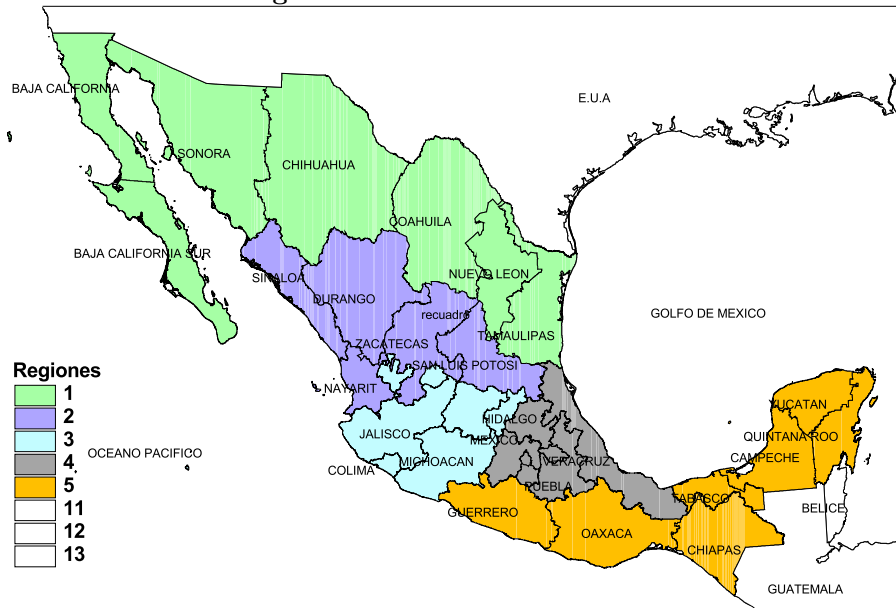 E.U.A
BAJA CALIFORNIA
SONORA
CHIHUAHUA
COAHUILA
BAJA CALIFORNIA SUR
NUEVO LEON
SINALOA
DURANGO
recuadro
GOLFO DE MEXICO
TAMAULIPAS
ZACATECAS
SAN LUIS POTOSI
NAYARIT
YUCATAN
HIDALGO
JALISCO
MEXICO
QUINTANA ROO
OCEANO PACIFICO
CAMPECHE
COLIMA
MICHOACAN
VERACRUZ
PUEBLA
TABASCO
GUERRERO
BELICE
OAXACA
CHIAPAS
GUATEMALA
Regiones
1
2
3
4
5
11
12
13